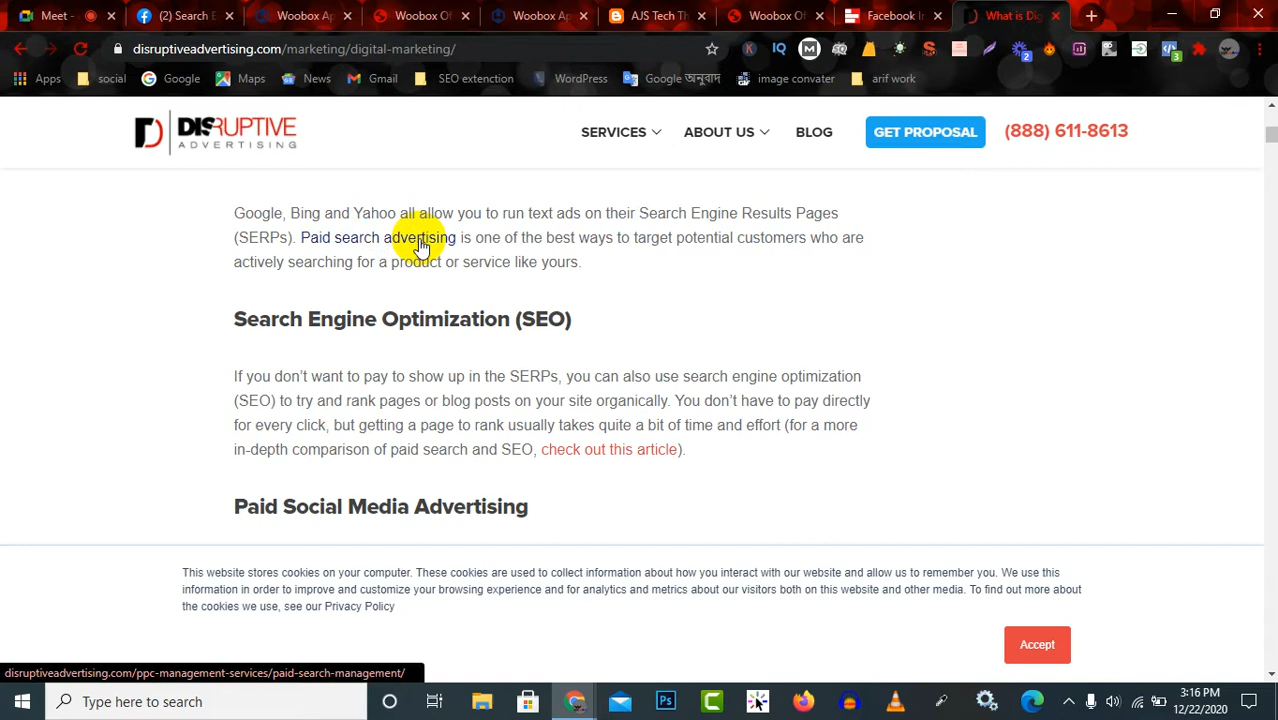 Meet -
(2) Search E
Woobox Ap
Woobox Of
Woobox Ap
AJS Tech Th
Woobox Of
Facebook In
What is Dig
disruptiveadvertising.com/marketing/digital-marketing/
Apps
social
Google
Maps
News
Gmail
SEO extenction
WordPress
Google অনুবাদ
image convater
arif work
DISRUPTIVE
ADVERTISING
SERVICES
ABOUT US
BLOG
GET PROPOSAL
(888) 611-8613
Google, Bing and Yahoo all allow you to run text ads on their Search Engine Results Pages
(SERPs). Paid search advertising is one of the best ways to target potential customers who are
actively searching for a product or service like yours.
Search Engine Optimization (SEO)
If you don’t want to pay to show up in the SERPs, you can also use search engine optimization
(SEO) to try and rank pages or blog posts on your site organically. You don’t have to pay directly
for every click, but getting a page to rank usually takes quite a bit of time and effort (for a more
in-depth comparison of paid search and SEO, check out this article).
Paid Social Media Advertising
This website stores cookies on your computer. These cookies are used to collect information about how you interact with our website and allow us to remember you. We use this
information in order to improve and customize your browsing experience and for analytics and metrics about our visitors both on this website and other media. To find out more about
the cookies we use, see our Privacy Policy
Accept
disruptiveadvertising.com/ppc-management-services/paid-search-management/
Type here to search
3:16 PM
12/22/2020